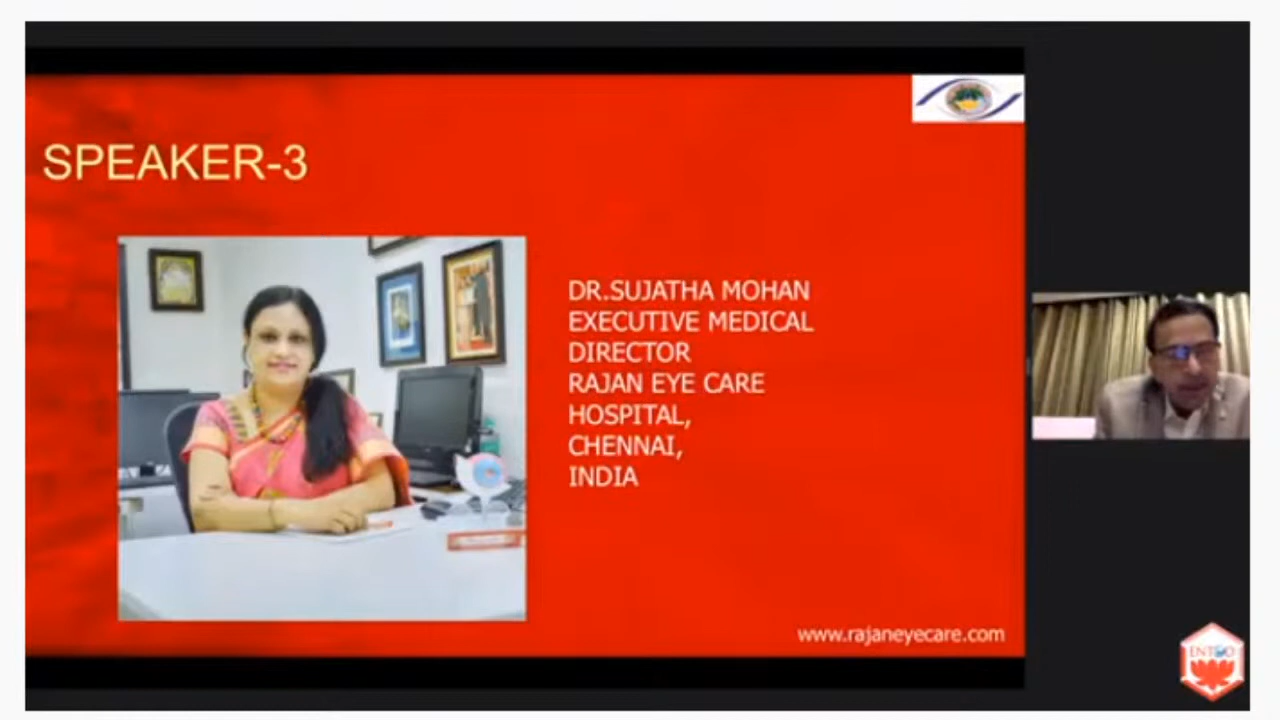 SPEAKER-3
DR.SUJATHA MOHAN
EXECUTIVE MEDICAL
DIRECTOR
RAJAN EYE CARE
HOSPITAL,
CHENNAI,
INDIA
www.rajaneyecare.com